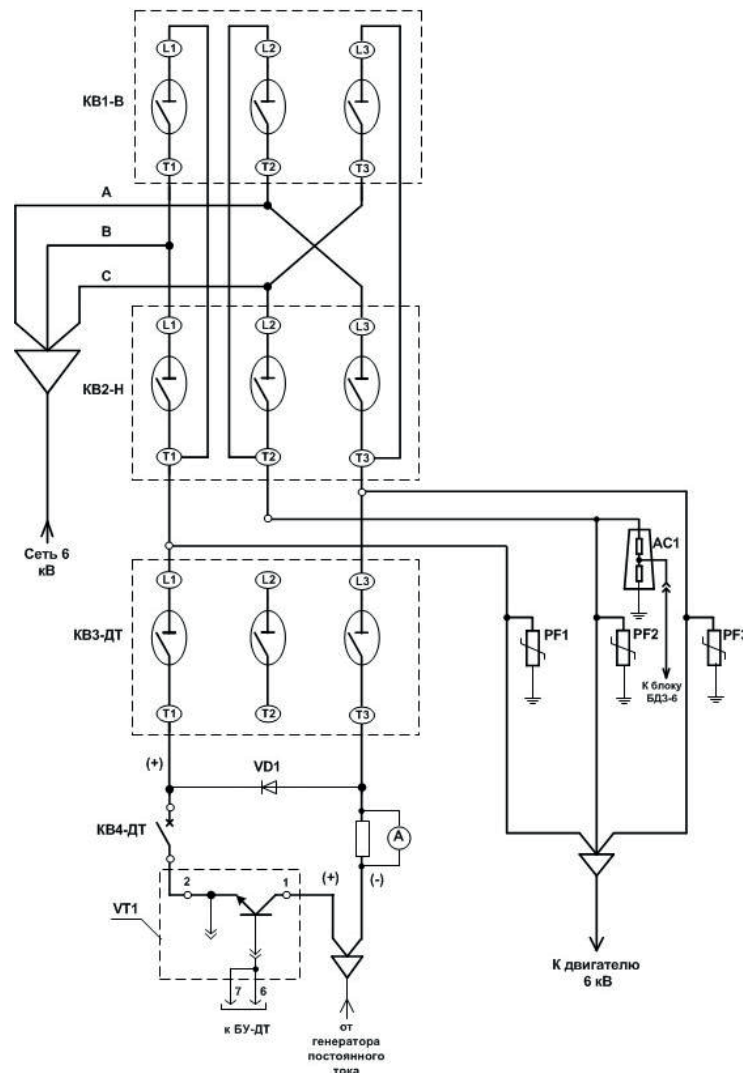 L1 L2 L3
КВ1-В
T1 T2 T3
A
B
C
L1 L2 L3
КВ2-Н
T1 T2 T3
Сеть 6
кВ
AC1
L1 L2 L3
КВ3-ДТ
PF1 PF2 PF3
К блоку
БДЗ-6
T1 T2 T3
(+)
VD1
КВ4-ДТ
A
2 1 (+) (-)
VT1
7 6
к БУ-ДТ
К двигателю
6 кВ
от
генератора
постоянного
тока